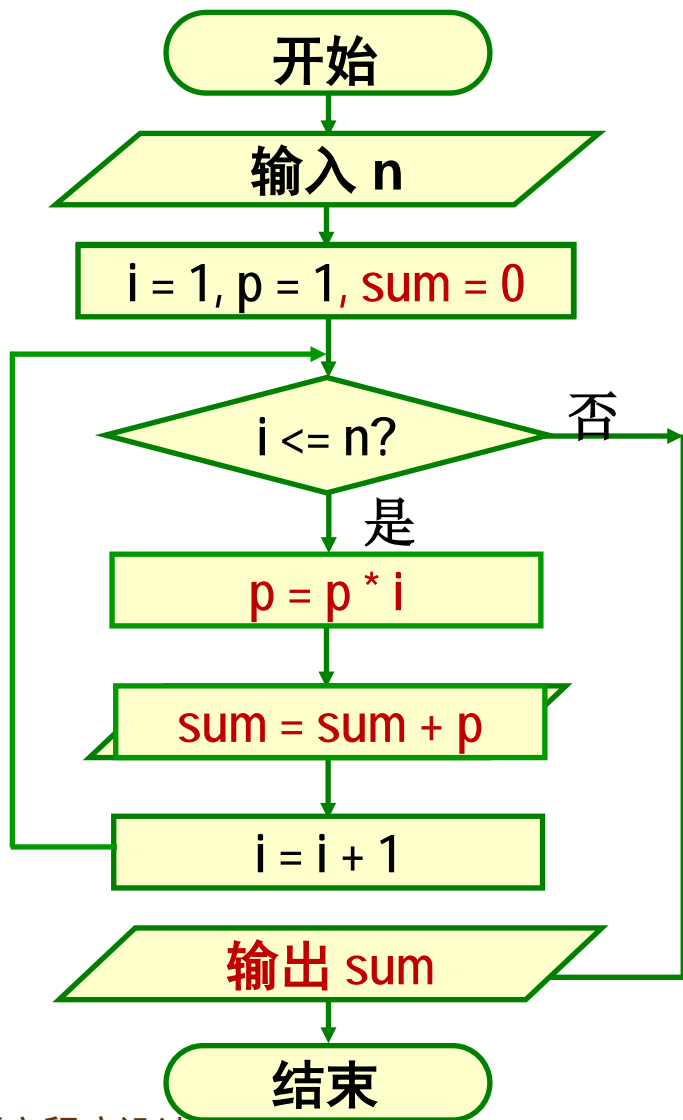 开始
输入 n
i = 1, p = 1, sum = 0
i <= n?
否
是
p = p * i
sum = sum + p
i = i + 1
输出 sum
结束